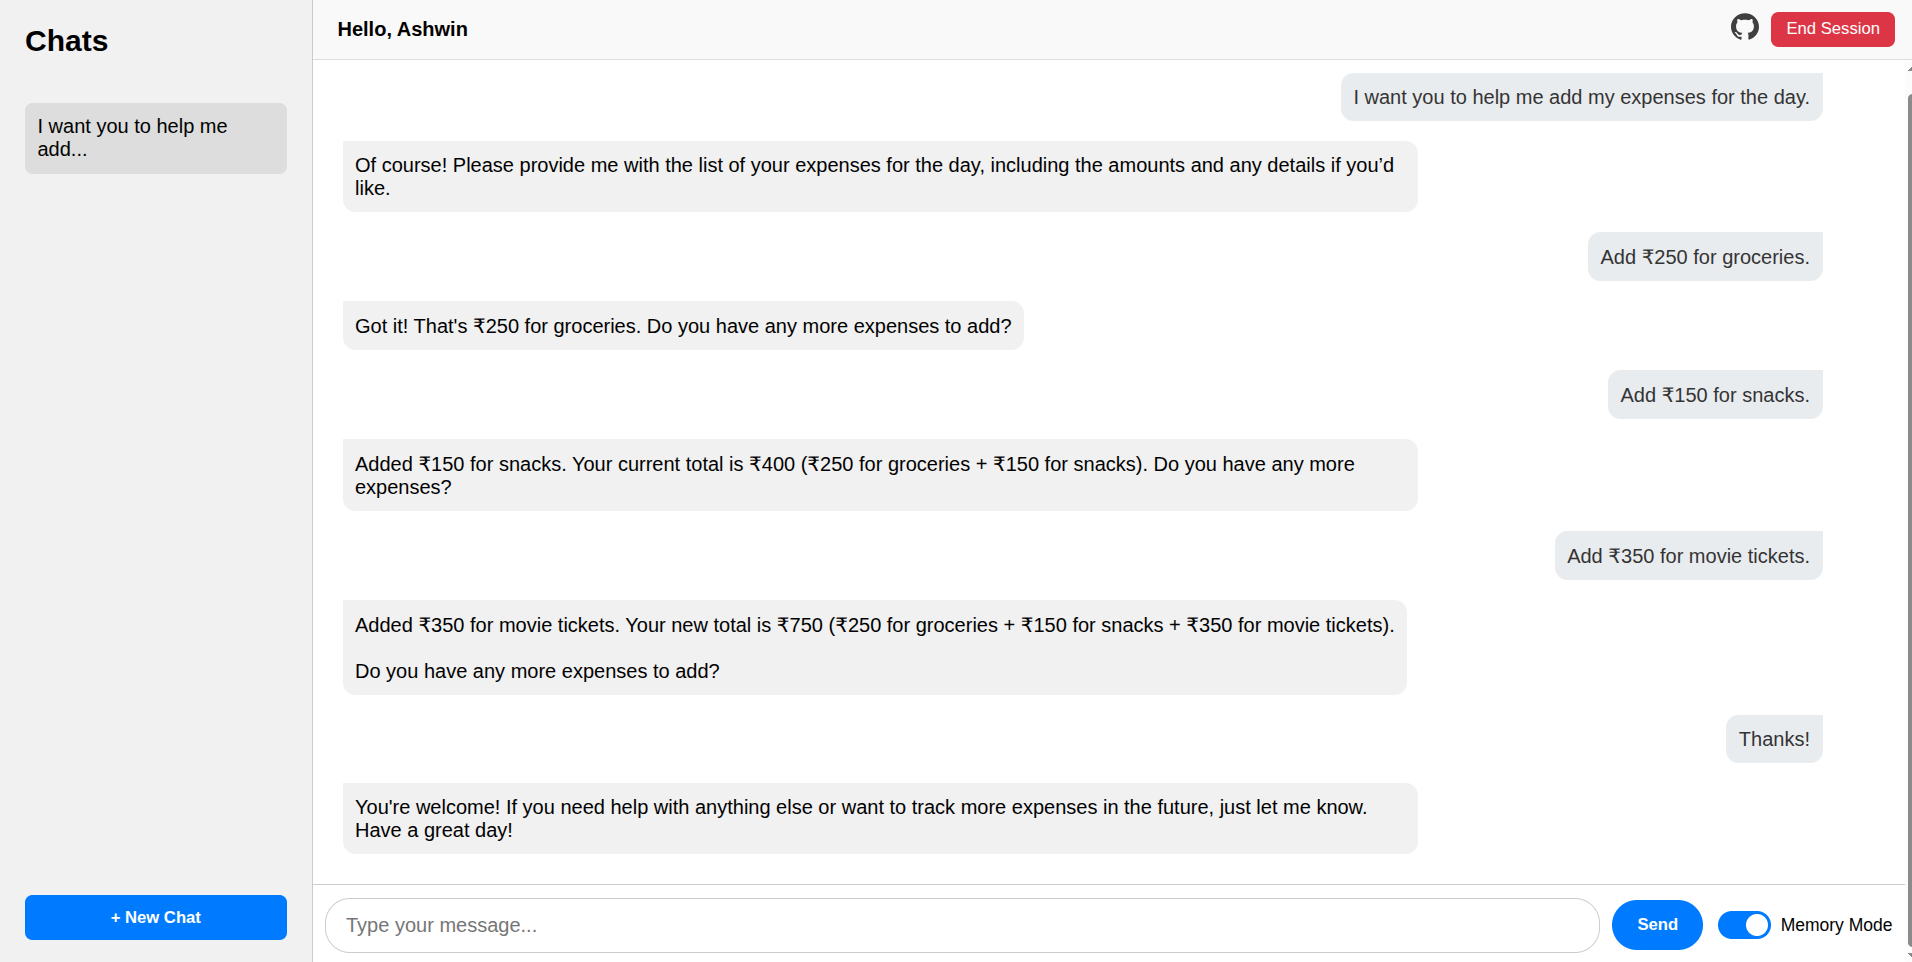 Chats
I want you to help me
add...
+ New Chat
Hello, Ashwin
End Session
I want you to help me add my expenses for the day.
Of course! Please provide me with the list of your expenses for the day, including the amounts and any details if you’d
like.
Add ₹250 for groceries.
Got it! That's ₹250 for groceries. Do you have any more expenses to add?
Add ₹150 for snacks.
Added ₹150 for snacks. Your current total is ₹400 (₹250 for groceries + ₹150 for snacks). Do you have any more
expenses?
Add ₹350 for movie tickets.
Added ₹350 for movie tickets. Your new total is ₹750 (₹250 for groceries + ₹150 for snacks + ₹350 for movie tickets).
Do you have any more expenses to add?
Thanks!
You're welcome! If you need help with anything else or want to track more expenses in the future, just let me know.
Have a great day!
Type your message...
Send
Memory Mode